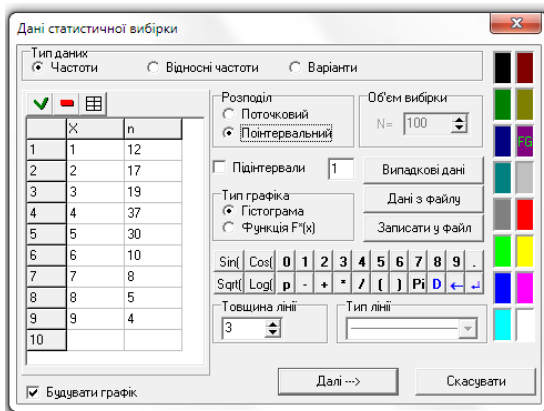 Дані статистичної вибірки
Тип даних
Частоти Відносні частоти Варіанти
X n
1 1 12
2 2 17
3 3 19
4 4 37
5 5 30
6 6 10
7 7 8
8 8 5
9 9 4
10
Будувати графік
Розподіл
Поточковий
Поінтервальний
Об'єм вибірки
N= 100
Підінтервали 1
Тип графіка
Гістограма
Функція F*(x)
Випадкові дані
Дані з файлу
Записати у файл
Sin( Cos( 0 1 2 3 4 5 6 7 8 9 .
Sqrt( Log( p - + * / ( ) Pi D ← ↵
Товщина лінії
3
Тип лінії
Далі --->
Скасувати
FG